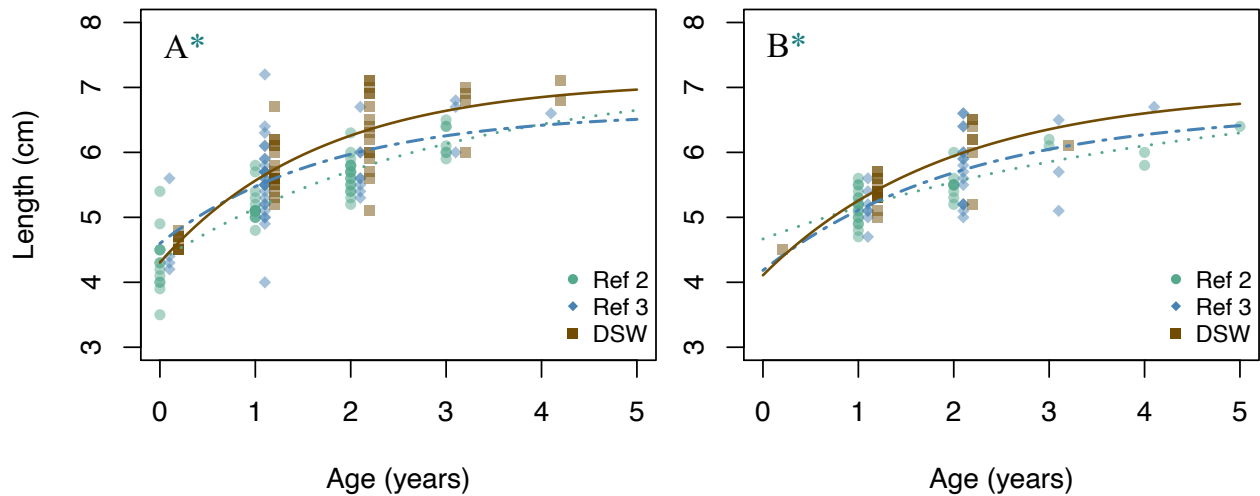 A*
Length (cm)
8
7
6
5
4
3
Ref 2
Ref 3
DSW
0 1 2 3 4 5
Age (years)
B*
8
7
6
5
4
3
Ref 2
Ref 3
DSW
0 1 2 3 4 5
Age (years)